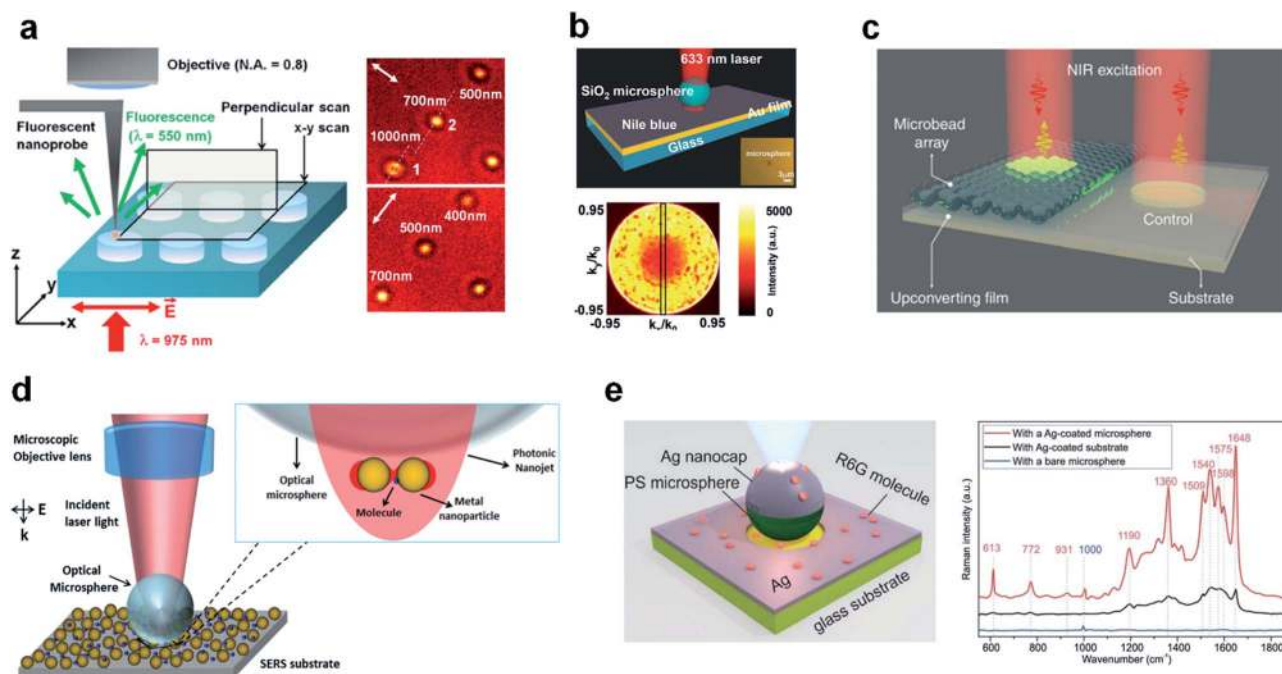 a
Objective (N.A. = 0.8)
Perpendicular scan
x-y scan
Fluorescence
(λ = 550 nm)
Fluorescent
nanoprobe
z
y
x
E
λ = 975 nm
700nm
500nm
2
1000nm
1
400nm
500nm
700nm
b
633 nm laser
SiO2 microsphere
Nile blue
Au film
Glass
microsphere
3μm
0.95
ky/k0
-0.95
-0.95
kx/k0
0.95
5000
Intensity (a.u.)
0
c
NIR excitation
Microbead
array
Control
Upconverting film
Substrate
d
Microscopic
Objective lens
Incident
laser light
E
k
Optical
Microsphere
SERS substrate
Optical
microsphere
Molecule
Photonic
Nanojet
Metal
nanoparticle
e
Ag nanocap
PS microsphere
R6G molecule
Ag
glass substrate
With a Ag-coated microsphere
With Ag-coated substrate
With a bare microsphere
Raman intensity (a.u.)
613
772
931
1000
1190
1360
1509
1540
1575
1598
1648
600 800 1000 1200 1400 1600 1800
Wavenumber (cm-1)